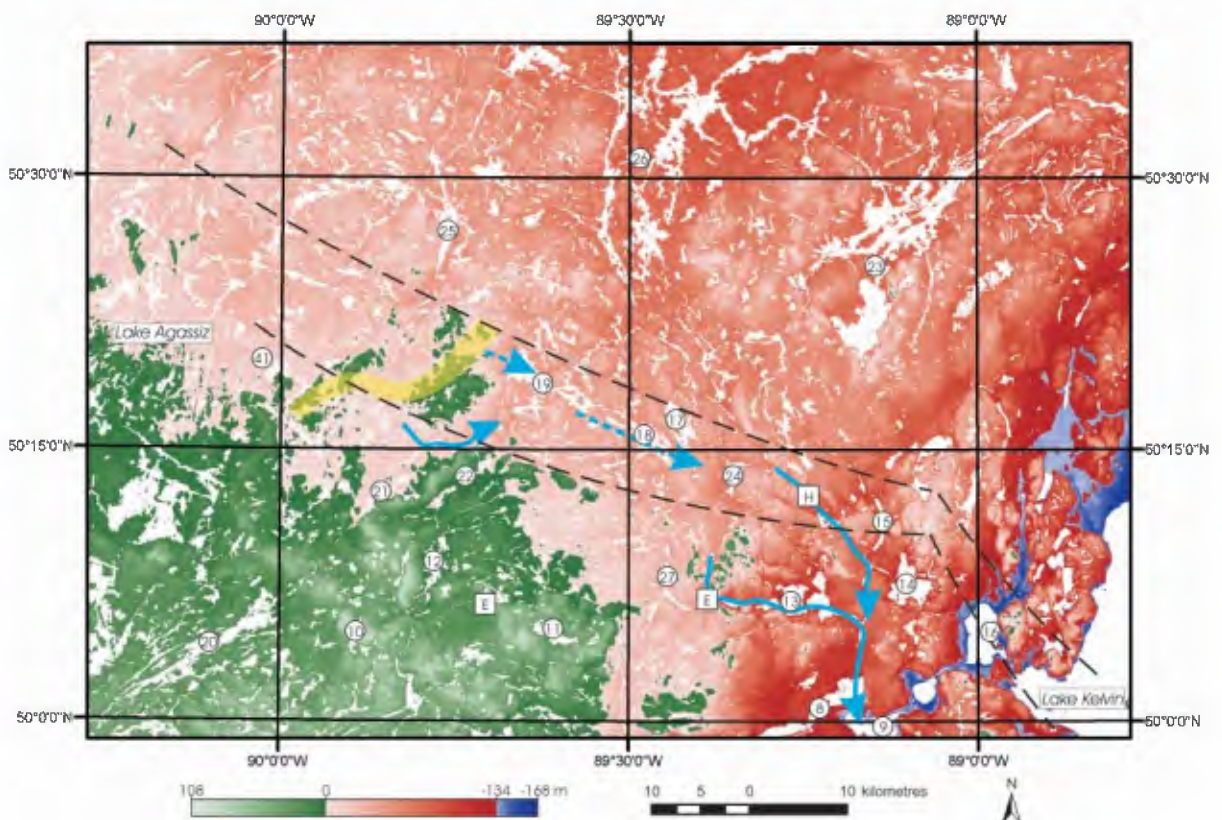 90°0'0"W 89°30'0"W 89°0'0"W
50°30'0"N 50°30'0"N
26
25
23
Lake Agassiz
41
19
17
18
50°15'0"N 50°15'0"N
24
22
21
H
15
12
27
14
E E 13
10 11
20
16
Lake Kelvin
8
9
50°0'0"N 50°0'0"N
90°0'0"W 89°30'0"W 89°0'0"W
108 0 -134 -168 m
10 5 0 10 kilometres
N